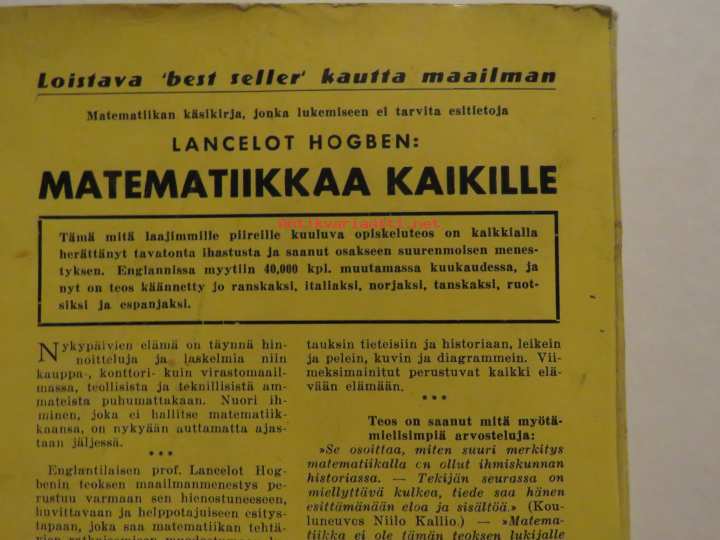 Loistava 'best seller' kautta maailman
Matematiikan käsikirja, jonka lukemiseen ei tarvita esitietoja
LANCELOT HOGBEN:
MATEMATIIKKAA KAIKILLE
antikvariaatti.net
Tämä mitä laajimmille piireille kuuluva opiskeluteos on kaikkialla
herättänyt tavatonta ihastusta ja saanut osakseen suurenmoisen menes-
tyksen. Englannissa myytiin 40,000 kpl. muutamassa kuukaudessa, ja
nyt on teos käännetty jo ranskaksi, italiaksi, norjaksi, tanskaksi, ruot-
siksi ja espanjaksi.
Nykypäivien elämä on täynnä hin-
noitteluja ja laskelmia niin
kauppa-, konttori- kuin virastomaail-
massa, teollisista ja teknillisistä am-
mateista puhumattakaan. Nuori ih-
minen, joka ei hallitse matematiik-
kaansa, on nykyään auttamatta ajas-
taan jäljessä.
***
Englantilaisen prof. Lancelot Hog-
benin teoksen maailmanmenestys pe-
rustuu varmaan sen hienostuneeseen,
huvittavaan ja helppotajuiseen esitys-
tapaan, joka saa matematiikan tehtä-
tauksin tieteisiin ja historiaan, leikein
ja pelein, kuvin ja diagrammein. Vii-
meksimainitut perustuvat kaikki elä-
vään elämään.
***
Teos on saanut mitä myötä-
mielisimpiä arvosteluja:
»Se osoittaa, miten suuri merkitys
matematiikalla on ollut ihmiskunnan
historiassa. — Tekijän seurassa on
miellyttävä kulkea, tiede saa hänen
esittämänään eloa ja sisältöä.» (Kou-
luneuvos Niilo Kallio.) — »Matema-
tiikka ei ole tämän teoksen lukijalle